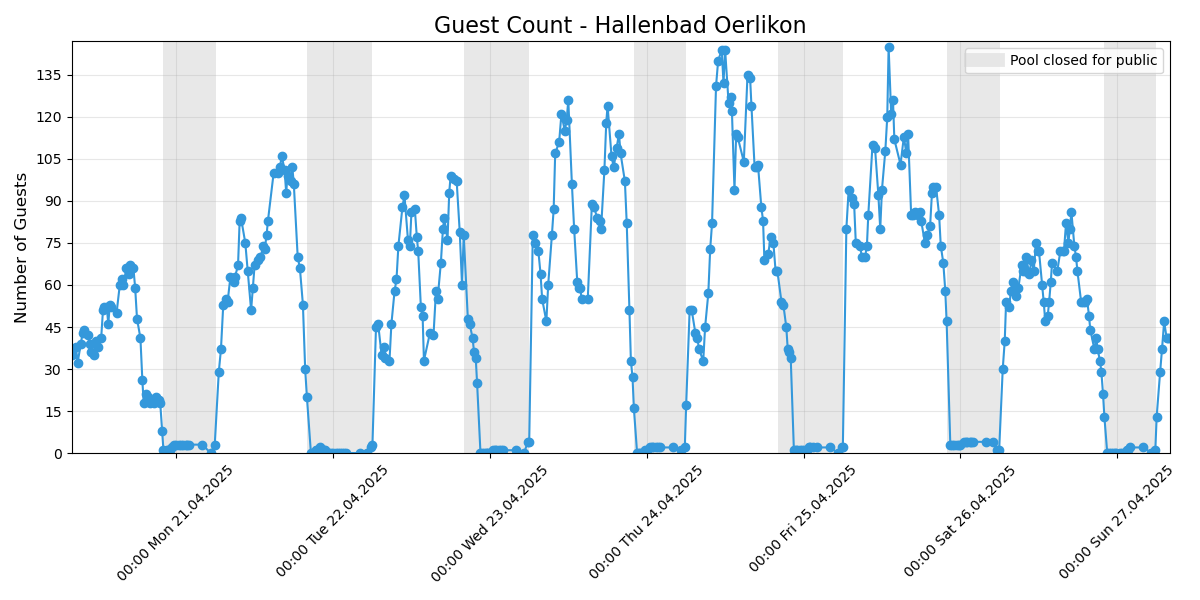 Guest Count - Hallenbad Oerlikon
Pool closed for public
Number of Guests
135
120
105
90
75
60
45
30
15
0
00:00 Mon 21.04.2025
00:00 Tue 22.04.2025
00:00 Wed 23.04.2025
00:00 Thu 24.04.2025
00:00 Fri 25.04.2025
00:00 Sat 26.04.2025
00:00 Sun 27.04.2025